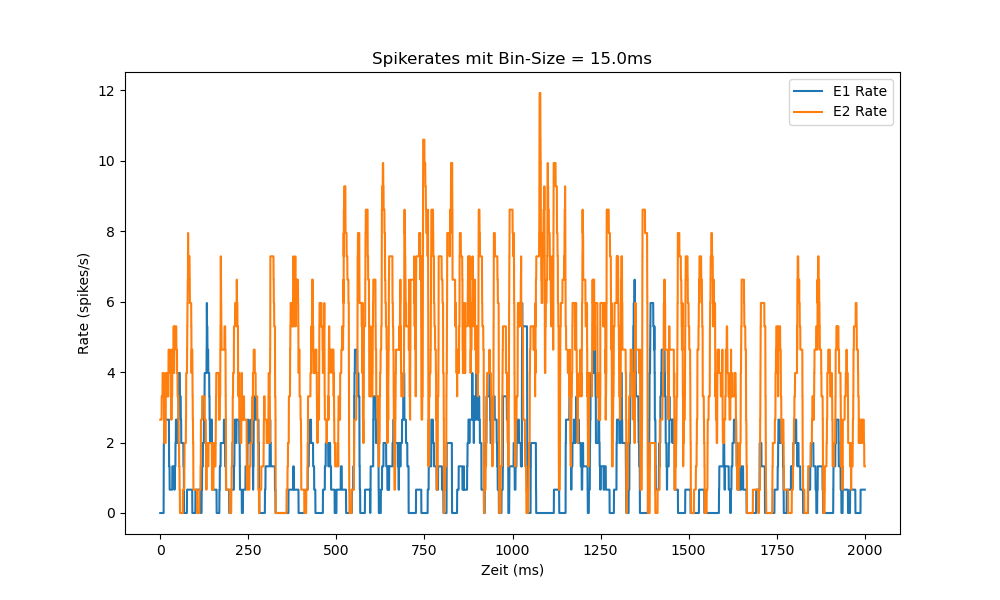 Spikerates mit Bin-Size = 15.0ms
E1 Rate
E2 Rate
Rate (spikes/s)
12
10
8
6
4
2
0
0 250 500 750 1000 1250 1500 1750 2000
Zeit (ms)